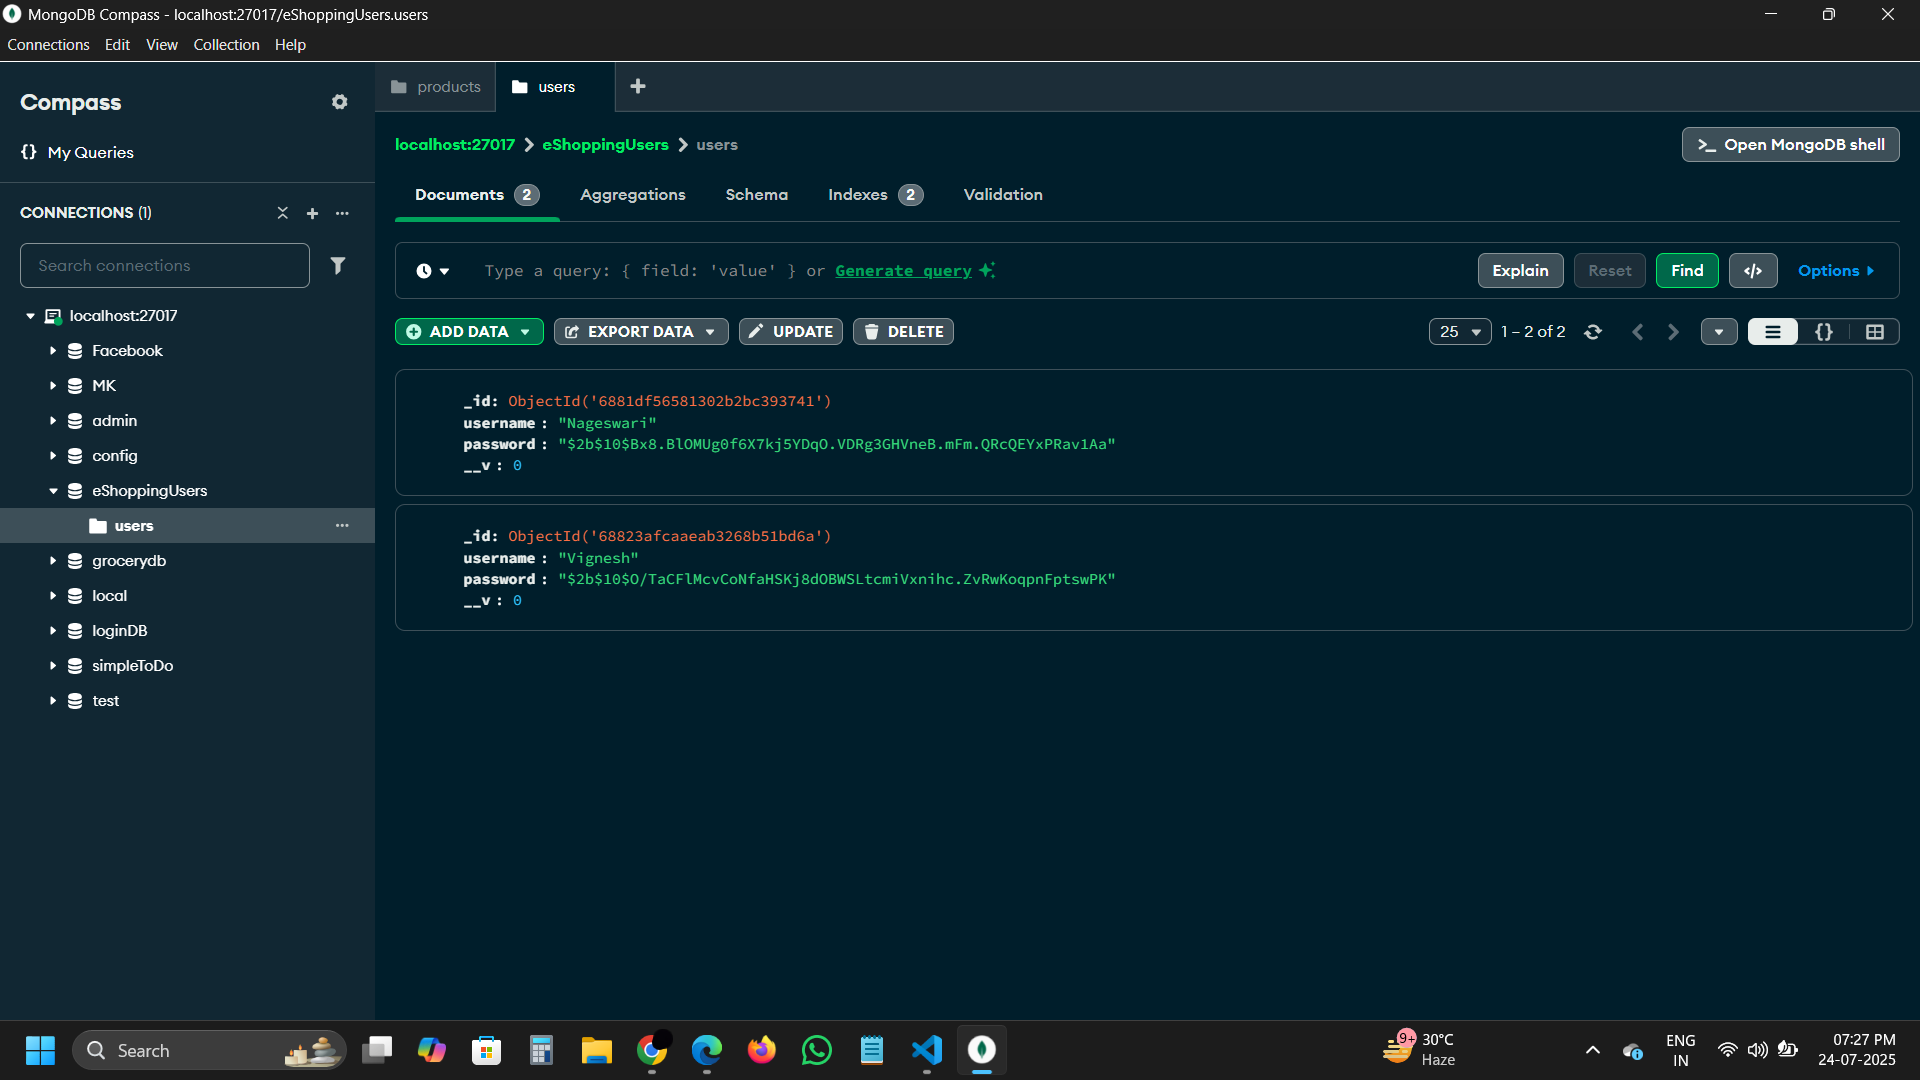 MongoDB Compass - localhost:27017/eShoppingUsers.users
Connections Edit View Collection Help
Compass
{} My Queries
CONNECTIONS (1)
Search connections
localhost:27017
Facebook
MK
admin
config
eShoppingUsers
users
grocerydb
local
loginDB
simpleToDo
test
products
users
localhost:27017 > eShoppingUsers > users
>_ Open MongoDB shell
Documents 2 Aggregations Schema Indexes 2 Validation
Type a query: { field: 'value' } or Generate query
Explain Reset Find </> Options
ADD DATA EXPORT DATA UPDATE DELETE
25 1 – 2 of 2 {}
_id: ObjectId('6881df56581302b2bc393741')
username : "Nageswari"
password : "$2b$10$Bx8.BlOMUg0f6X7kj5YDqO.VDRg3GHVneB.mFm.QRcQEYxPRav1Aa"
__v : 0
_id: ObjectId('68823afcaaeab3268b51bd6a')
username : "Vignesh"
password : "$2b$10$O/TaCFlMcvCoNfaHSKj8dOBWSLtcmiVxnihc.ZvRwKoqpnFptswPK"
__v : 0
Search
9+
30°C
Haze
ENG
IN
07:27 PM
24-07-2025